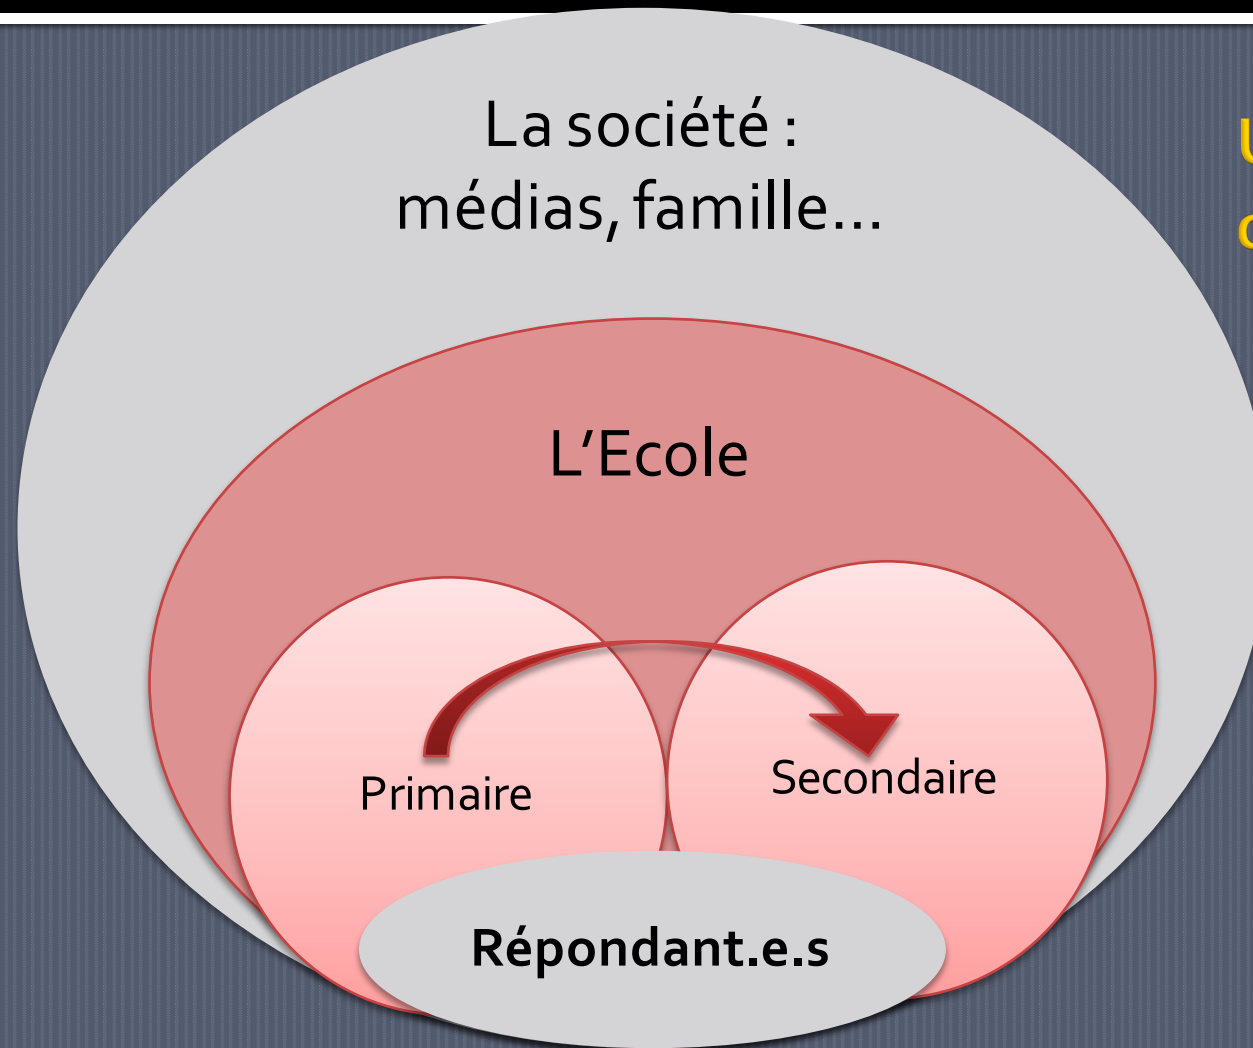 La société :
médias, famille...
L'Ecole
Primaire
Secondaire
Répondant.e.s